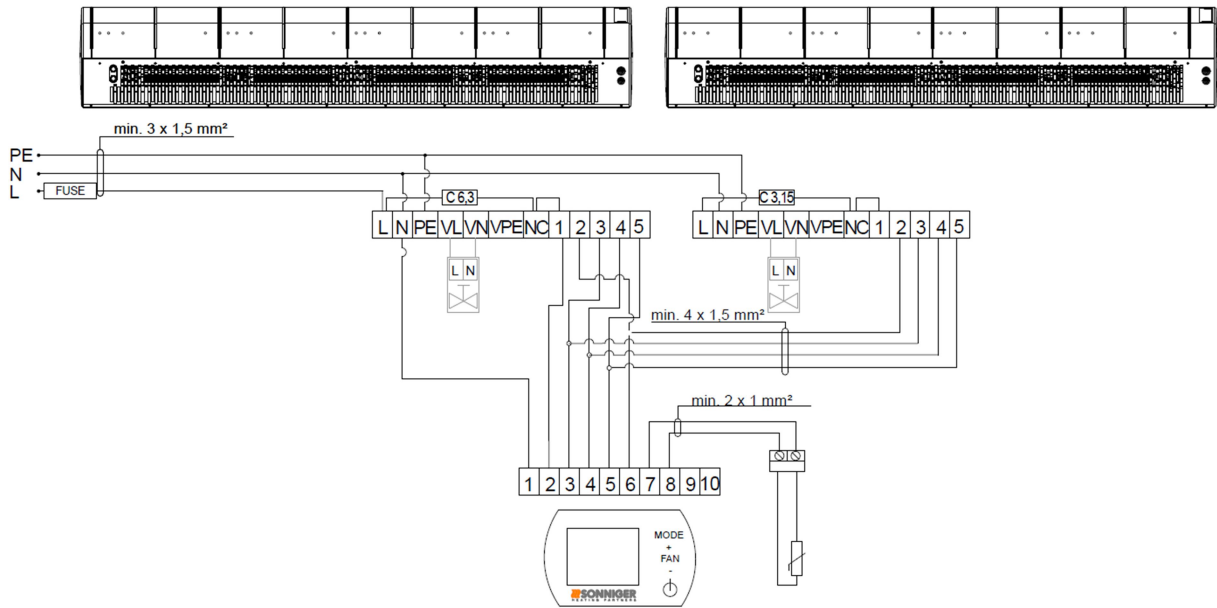 min. 3 x 1,5 mm²
PE
N
L
FUSE
C 6,3
C 3,15
L N PE VL VN VPE NC 1 2 3 4 5
L N PE VL VN VPE NC 1 2 3 4 5
L N
L N
min. 4 x 1,5 mm²
min. 2 x 1 mm²
1 2 3 4 5 6 7 8 9 10
MODE
+
FAN
-
SONNIGER
HEATING PARTNERS